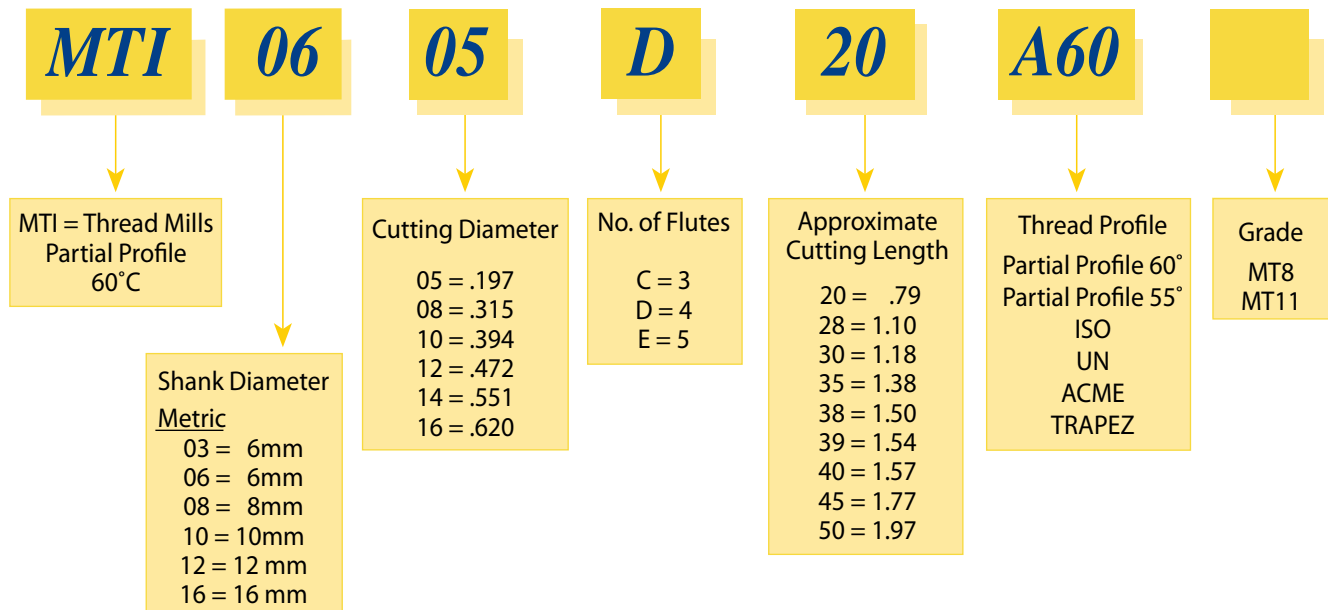 MTI 06 05 D 20 A60
MTI = Thread Mills
Partial Profile
60˚C
Shank Diameter
Metric
03 = 6mm
06 = 6mm
08 = 8mm
10 = 10mm
12 = 12 mm
16 = 16 mm
Cutting Diameter
05 = .197
08 = .315
10 = .394
12 = .472
14 = .551
16 = .620
No. of Flutes
C = 3
D = 4
E = 5
Approximate
Cutting Length
20 = .79
28 = 1.10
30 = 1.18
35 = 1.38
38 = 1.50
39 = 1.54
40 = 1.57
45 = 1.77
50 = 1.97
Thread Profile
Partial Profile 60˚
Partial Profile 55˚
ISO
UN
ACME
TRAPEZ
Grade
MT8
MT11